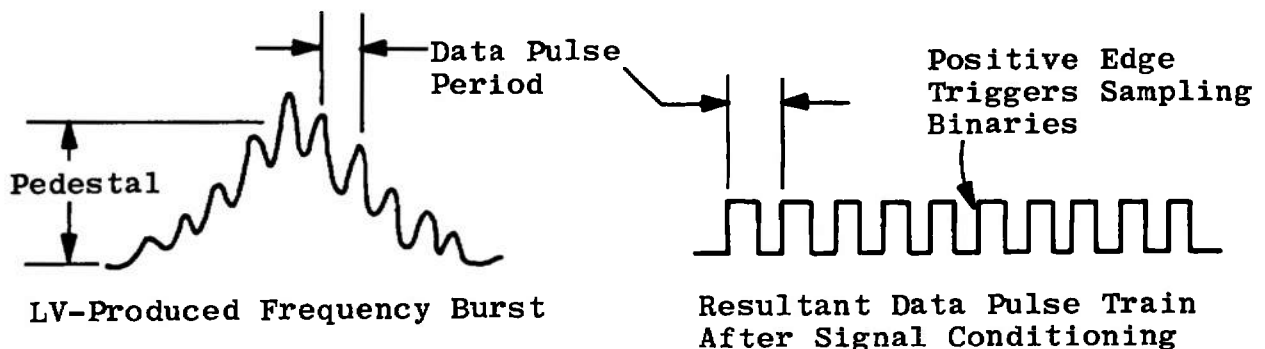 Data Pulse
Period
Pedestal
LV-Produced Frequency Burst
Positive Edge
Triggers Sampling
Binaries
Resultant Data Pulse Train
After Signal Conditioning